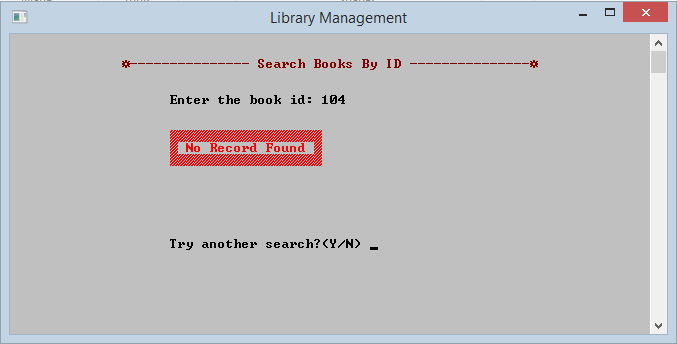 Library Management
✲--------------- Search Books By ID ---------------✲
Enter the book id: 104
No Record Found
Try another search?(Y/N) _